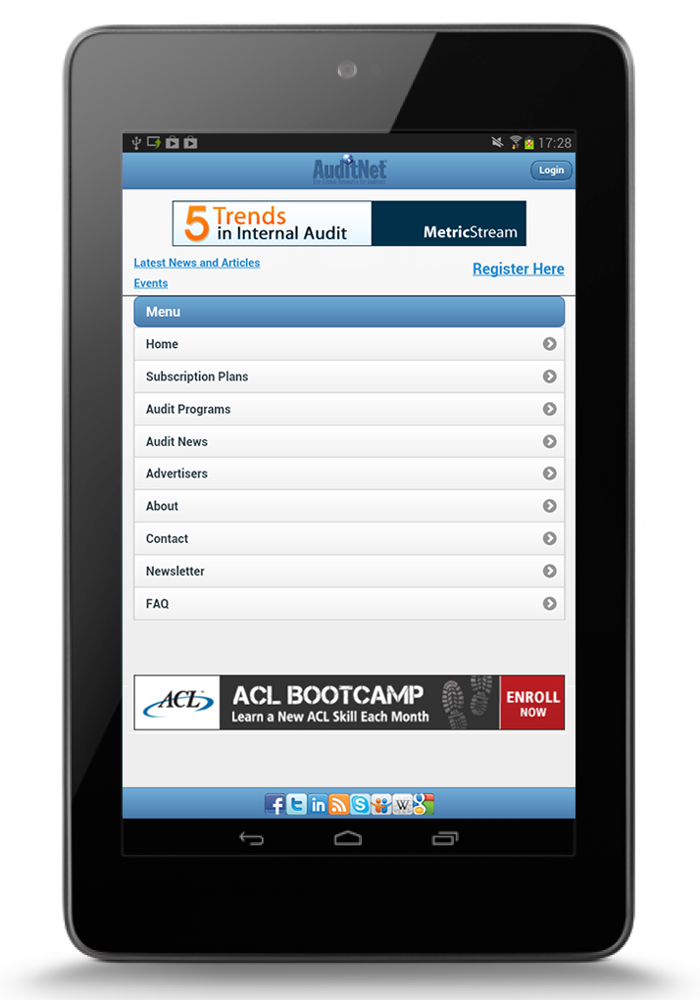 17:28
AuditNet
Login
5 Trends
in Internal Audit
MetricStream
Latest News and Articles
Register Here
Events
Menu
Home
Subscription Plans
Audit Programs
Audit News
Advertisers
About
Contact
Newsletter
FAQ
ACL
ACL BOOTCAMP
Learn a New ACL Skill Each Month
ENROLL
NOW
f t in S W g